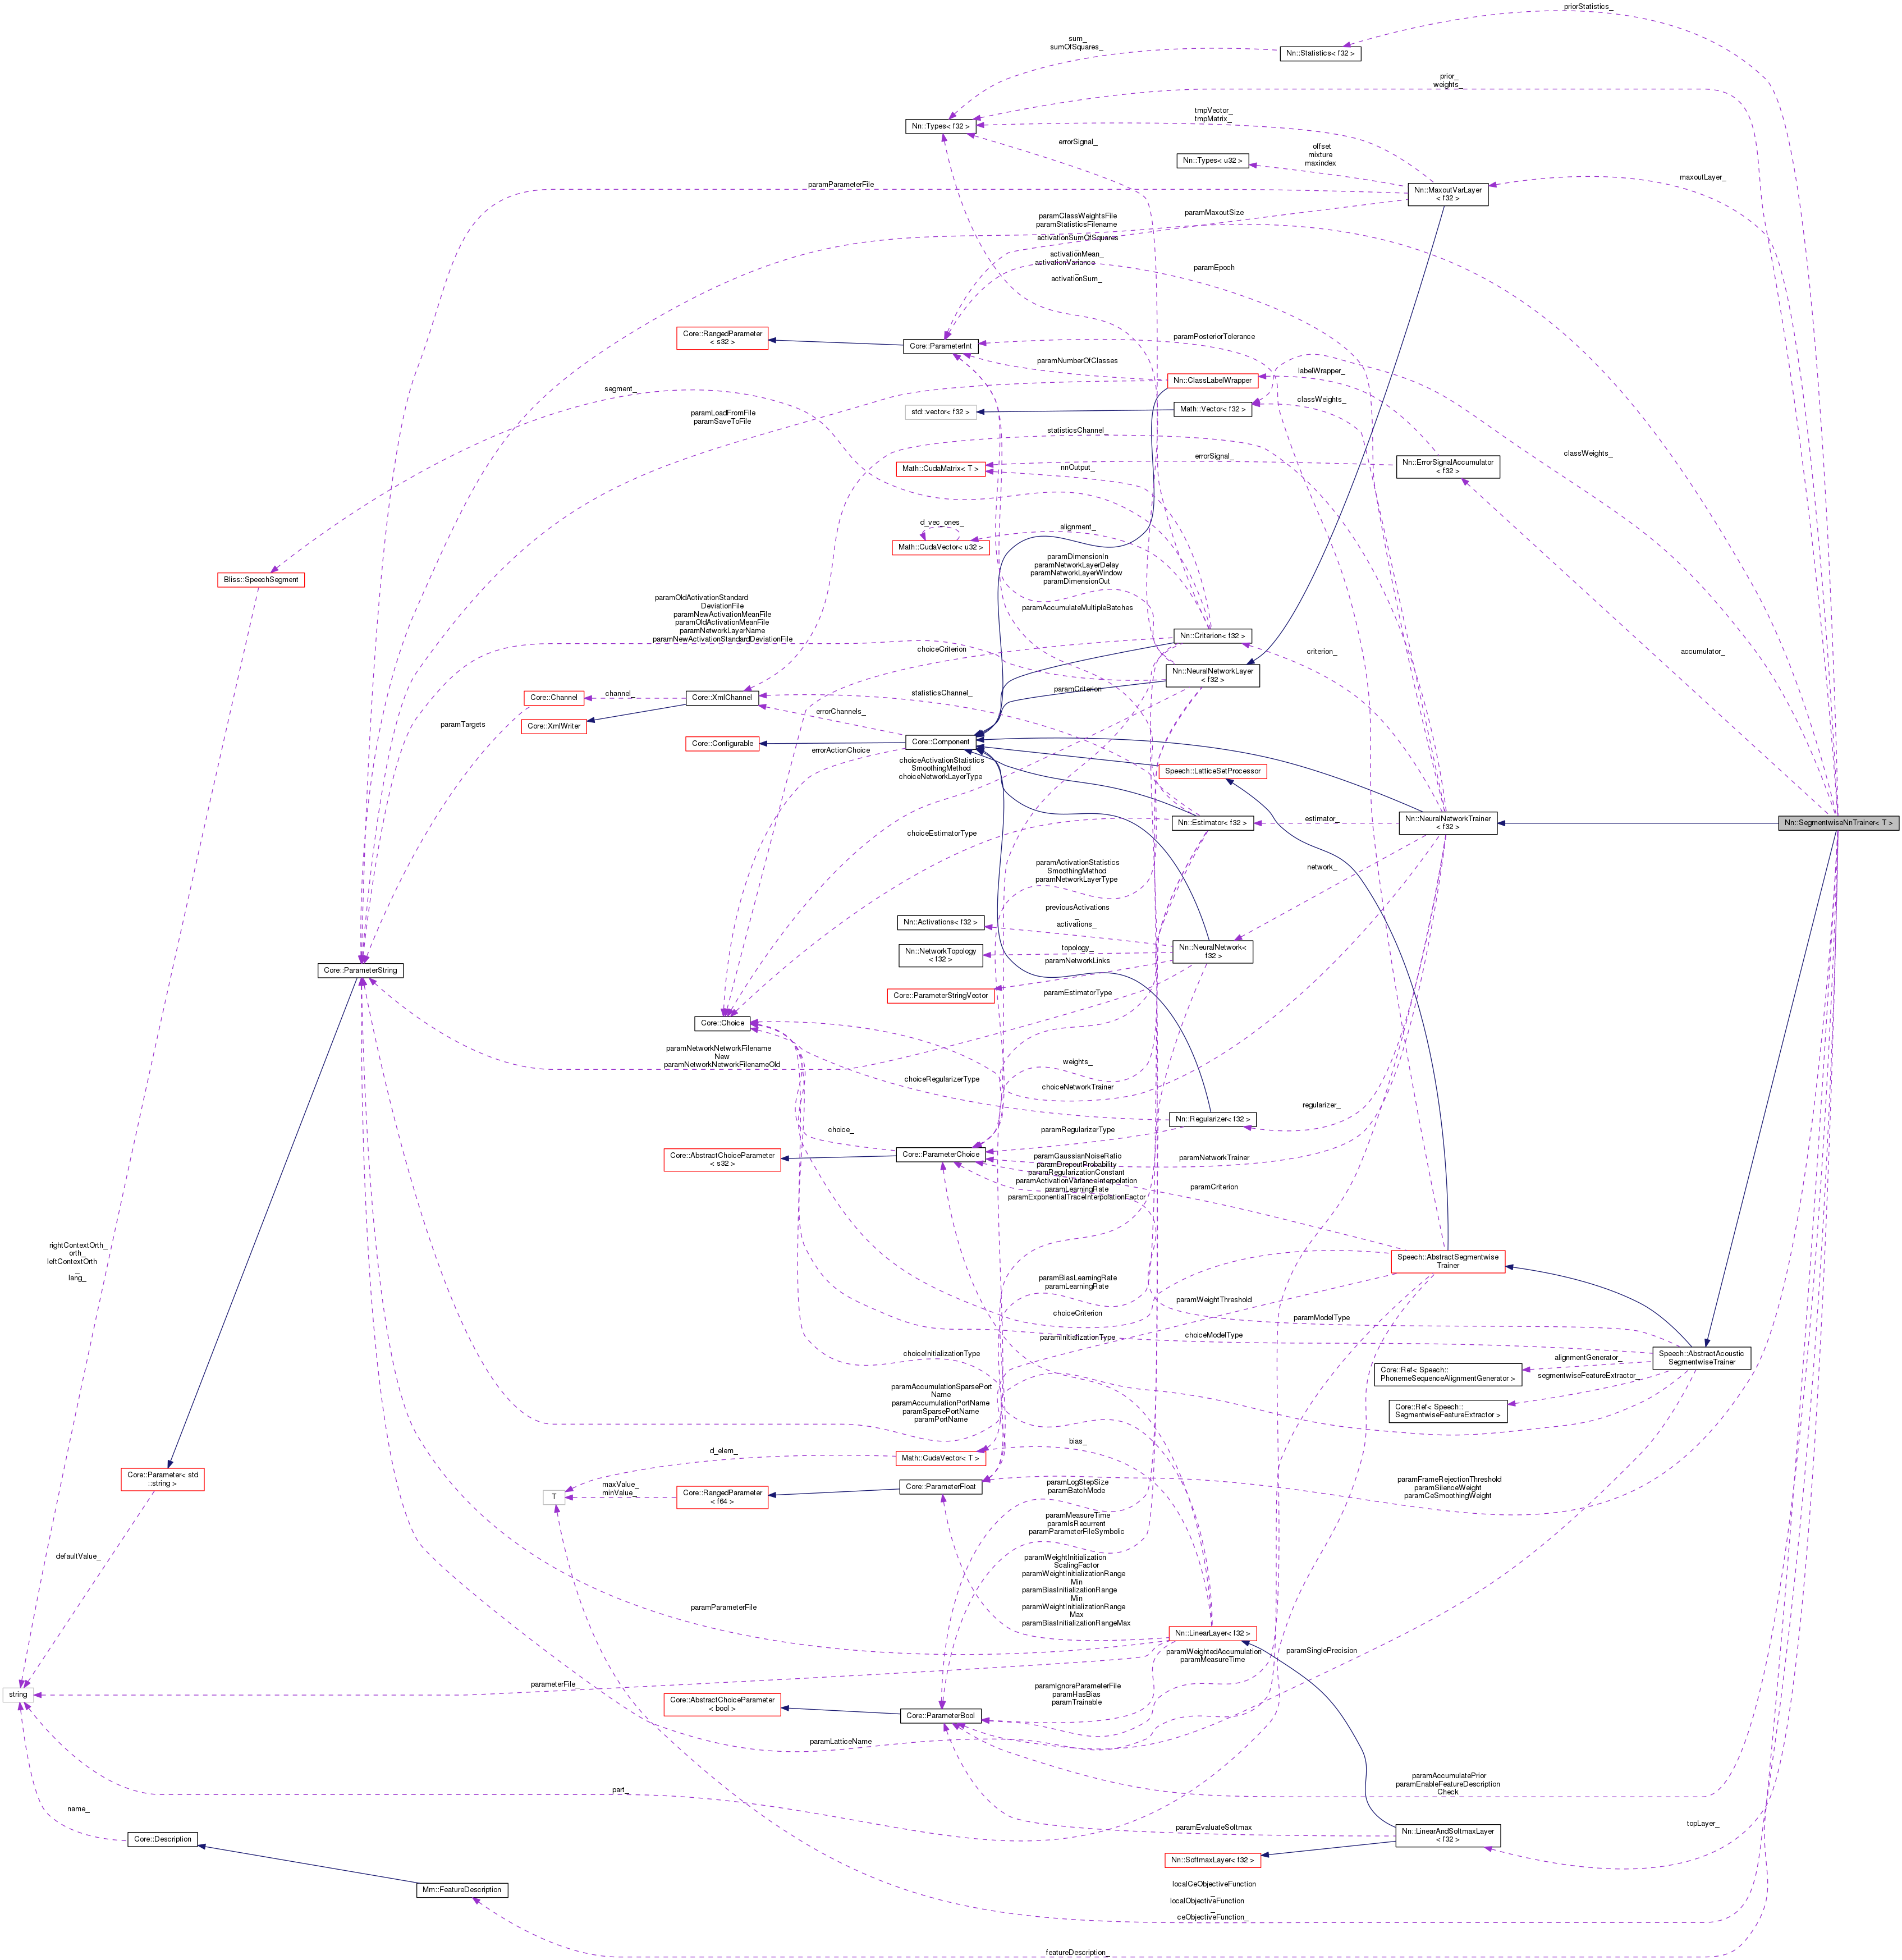 priorStatistics_
sum_
sumOfSquares_
Nn::Statistics< f32 >
prior_
weights_
tmpVector_
tmpMatrix_
Nn::Types< f32 >
errorSignal_
offset
mixture
maxindex
Nn::Types< u32 >
maxoutLayer_
paramParameterFile
Nn::MaxoutVarLayer
< f32 >
paramClassWeightsFile
paramStatisticsFilename
paramMaxoutSize
activationSumOfSquares
_
activationMean_
activationVariance
_
activationSum_
paramEpoch
Core::RangedParameter
< s32 >
Core::ParameterInt
paramPosteriorTolerance
paramNumberOfClasses
Nn::ClassLabelWrapper
labelWrapper_
segment_
std::vector< f32 >
Math::Vector< f32 >
classWeights_
paramLoadFromFile
paramSaveToFile
statisticsChannel_
classWeights_
Math::CudaMatrix< T >
nnOutput_
errorSignal_
Nn::ErrorSignalAccumulator
< f32 >
d_vec_ones_
Math::CudaVector< u32 >
alignment_
Bliss::SpeechSegment
paramDimensionIn
paramNetworkLayerDelay
paramNetworkLayerWindow
paramDimensionOut
paramOldActivationStandard
DeviationFile
paramNewActivationMeanFile
paramOldActivationMeanFile
paramNetworkLayerName
paramNewActivationStandardDeviationFile
paramAccumulateMultipleBatches
Nn::Criterion< f32 >
choiceCriterion
criterion_
accumulator_
Nn::NeuralNetworkLayer
< f32 >
Core::Channel
channel_
Core::XmlChannel
statisticsChannel_
paramCriterion
Core::XmlWriter
errorChannels_
paramTargets
Core::Configurable
Core::Component
errorActionChoice
choiceActivationStatistics
SmoothingMethod
choiceNetworkLayerType
Speech::LatticeSetProcessor
Nn::Estimator< f32 >
estimator_
Nn::NeuralNetworkTrainer
< f32 >
Nn::SegmentwiseNnTrainer< T >
choiceEstimatorType
paramActivationStatistics
SmoothingMethod
paramNetworkLayerType
network_
previousActivations
_
activations_
Nn::Activations< f32 >
Nn::NetworkTopology
< f32 >
topology_
Nn::NeuralNetwork<
f32 >
paramNetworkLinks
Core::ParameterString
Core::ParameterStringVector
paramEstimatorType
Core::Choice
paramNetworkNetworkFilename
New
paramNetworkNetworkFilenameOld
weights_
choiceRegularizerType
choiceNetworkTrainer
Nn::Regularizer< f32 >
regularizer_
choice_
paramRegularizerType
Core::AbstractChoiceParameter
< s32 >
Core::ParameterChoice
paramNetworkTrainer
paramGaussianNoiseRatio
paramDropoutProbability
paramRegularizationConstant
paramActivationVarianceInterpolation
paramLearningRate
paramExponentialTraceInterpolationFactor
paramCriterion
rightContextOrth_
orth_
leftContextOrth
_
lang_
Speech::AbstractSegmentwise
Trainer
paramBiasLearningRate
paramLearningRate
paramWeightThreshold
choiceCriterion
paramModelType
paramInitializationType
choiceModelType
Speech::AbstractAcoustic
SegmentwiseTrainer
choiceInitializationType
alignmentGenerator_
Core::Ref< Speech::
PhonemeSequenceAlignmentGenerator >
segmentwiseFeatureExtractor_
Core::Ref< Speech::
SegmentwiseFeatureExtractor >
paramAccumulationSparsePort
Name
paramAccumulationPortName
paramSparsePortName
paramPortName
bias_
d_elem_
Math::CudaVector< T >
Core::Parameter< std
::string >
T
maxValue_
minValue_
Core::RangedParameter
< f64 >
Core::ParameterFloat
paramLogStepSize
paramBatchMode
paramFrameRejectionThreshold
paramSilenceWeight
paramCeSmoothingWeight
paramMeasureTime
paramIsRecurrent
paramParameterFileSymbolic
defaultValue_
paramWeightInitialization
ScalingFactor
paramWeightInitializationRange
Min
paramBiasInitializationRange
Min
paramWeightInitializationRange
Max
paramBiasInitializationRangeMax
paramParameterFile
Nn::LinearLayer< f32 >
paramWeightedAccumulation
paramMeasureTime
paramSinglePrecision
parameterFile_
paramIgnoreParameterFile
paramHasBias
paramTrainable
string
Core::AbstractChoiceParameter
< bool >
Core::ParameterBool
paramLatticeName
part_
paramAccumulatePrior
paramEnableFeatureDescription
Check
name_
Core::Description
paramEvaluateSoftmax
Nn::LinearAndSoftmaxLayer
< f32 >
topLayer_
Nn::SoftmaxLayer< f32 >
Mm::FeatureDescription
localCeObjectiveFunction
_
localObjectiveFunction
_
ceObjectiveFunction_
featureDescription_